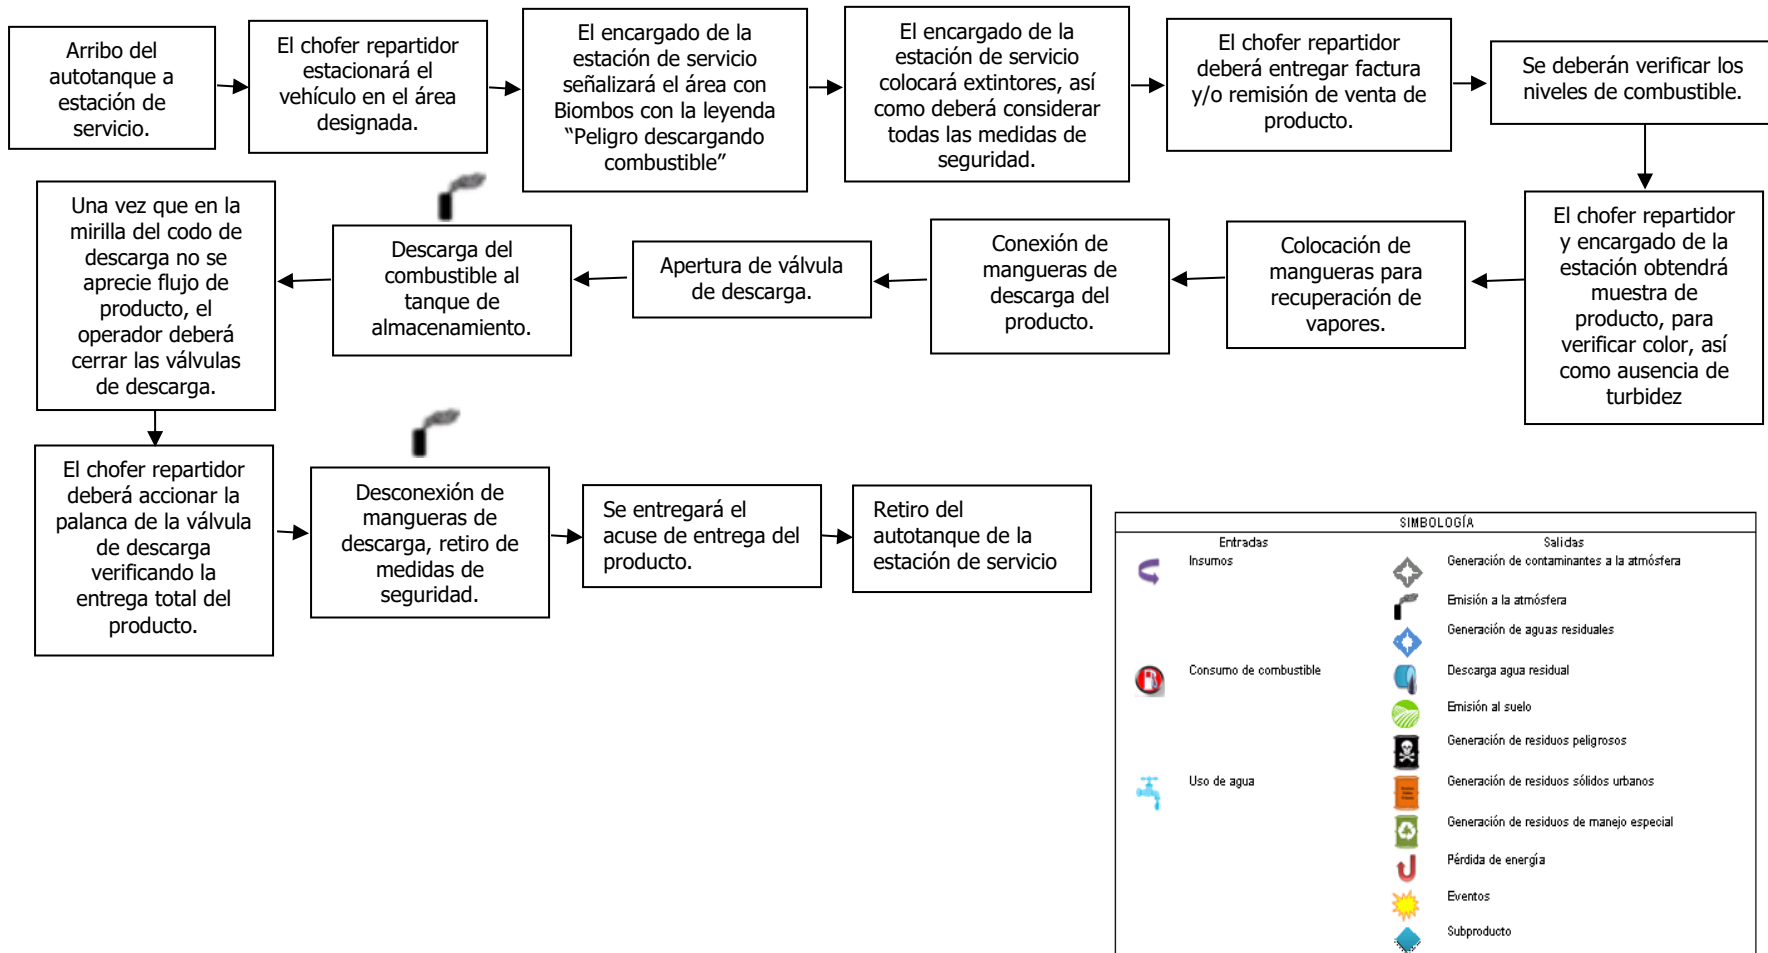 Arribo del
autotanque a
estación de
servicio.
El chofer repartidor
estacionará el
vehículo en el área
designada.
El encargado de la
estación de servicio
señalizará el área con
Biombos con la leyenda
“Peligro descargando
combustible”
El encargado de la
estación de servicio
colocará extintores, así
como deberá considerar
todas las medidas de
seguridad.
El chofer repartidor
deberá entregar factura
y/o remisión de venta de
producto.
Se deberán verificar los
niveles de combustible.
El chofer repartidor
y encargado de la
estación obtendrá
muestra de
producto, para
verificar color, así
como ausencia de
turbidez
Colocación de
mangueras para
recuperación de
vapores.
Conexión de
mangueras de
descarga del
producto.
Apertura de válvula
de descarga.
Descarga del
combustible al
tanque de
almacenamiento.
Una vez que en la
mirilla del codo de
descarga no se
aprecie flujo de
producto, el
operador deberá
cerrar las válvulas
de descarga.
El chofer repartidor
deberá accionar la
palanca de la válvula
de descarga
verificando la
entrega total del
producto.
Desconexión de
mangueras de
descarga, retiro de
medidas de
seguridad.
Se entregará el
acuse de entrega del
producto.
Retiro del
autotanque de la
estación de servicio
SIMBOLOGÍA
Entradas
Insumos
Consumo de combustible
Uso de agua
Salidas
Generación de contaminantes a la atmósfera
Emisión a la atmósfera
Generación de aguas residuales
Descarga agua residual
Emisión al suelo
Generación de residuos peligrosos
Generación de residuos sólidos urbanos
Generación de residuos de manejo especial
Pérdida de energía
Eventos
Subproducto